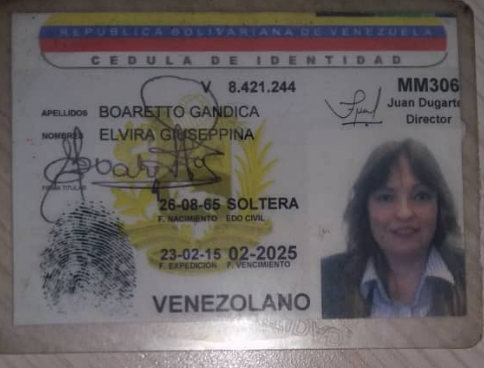 REPUBLICA BOLIVARIANA DE VENEZUELA
CEDULA DE IDENTIDAD
V 8.421.244
MM306
Juan Dugarte
Director
APELLIDOS BOARETTO GANDICA
NOMBRES ELVIRA GIUSEPPINA
FIRMA TITULAR
26-08-65 SOLTERA
F. NACIMIENTO EDO CIVIL
23-02-15 02-2025
F. EXPEDICION F. VENCIMIENTO
VENEZOLANO